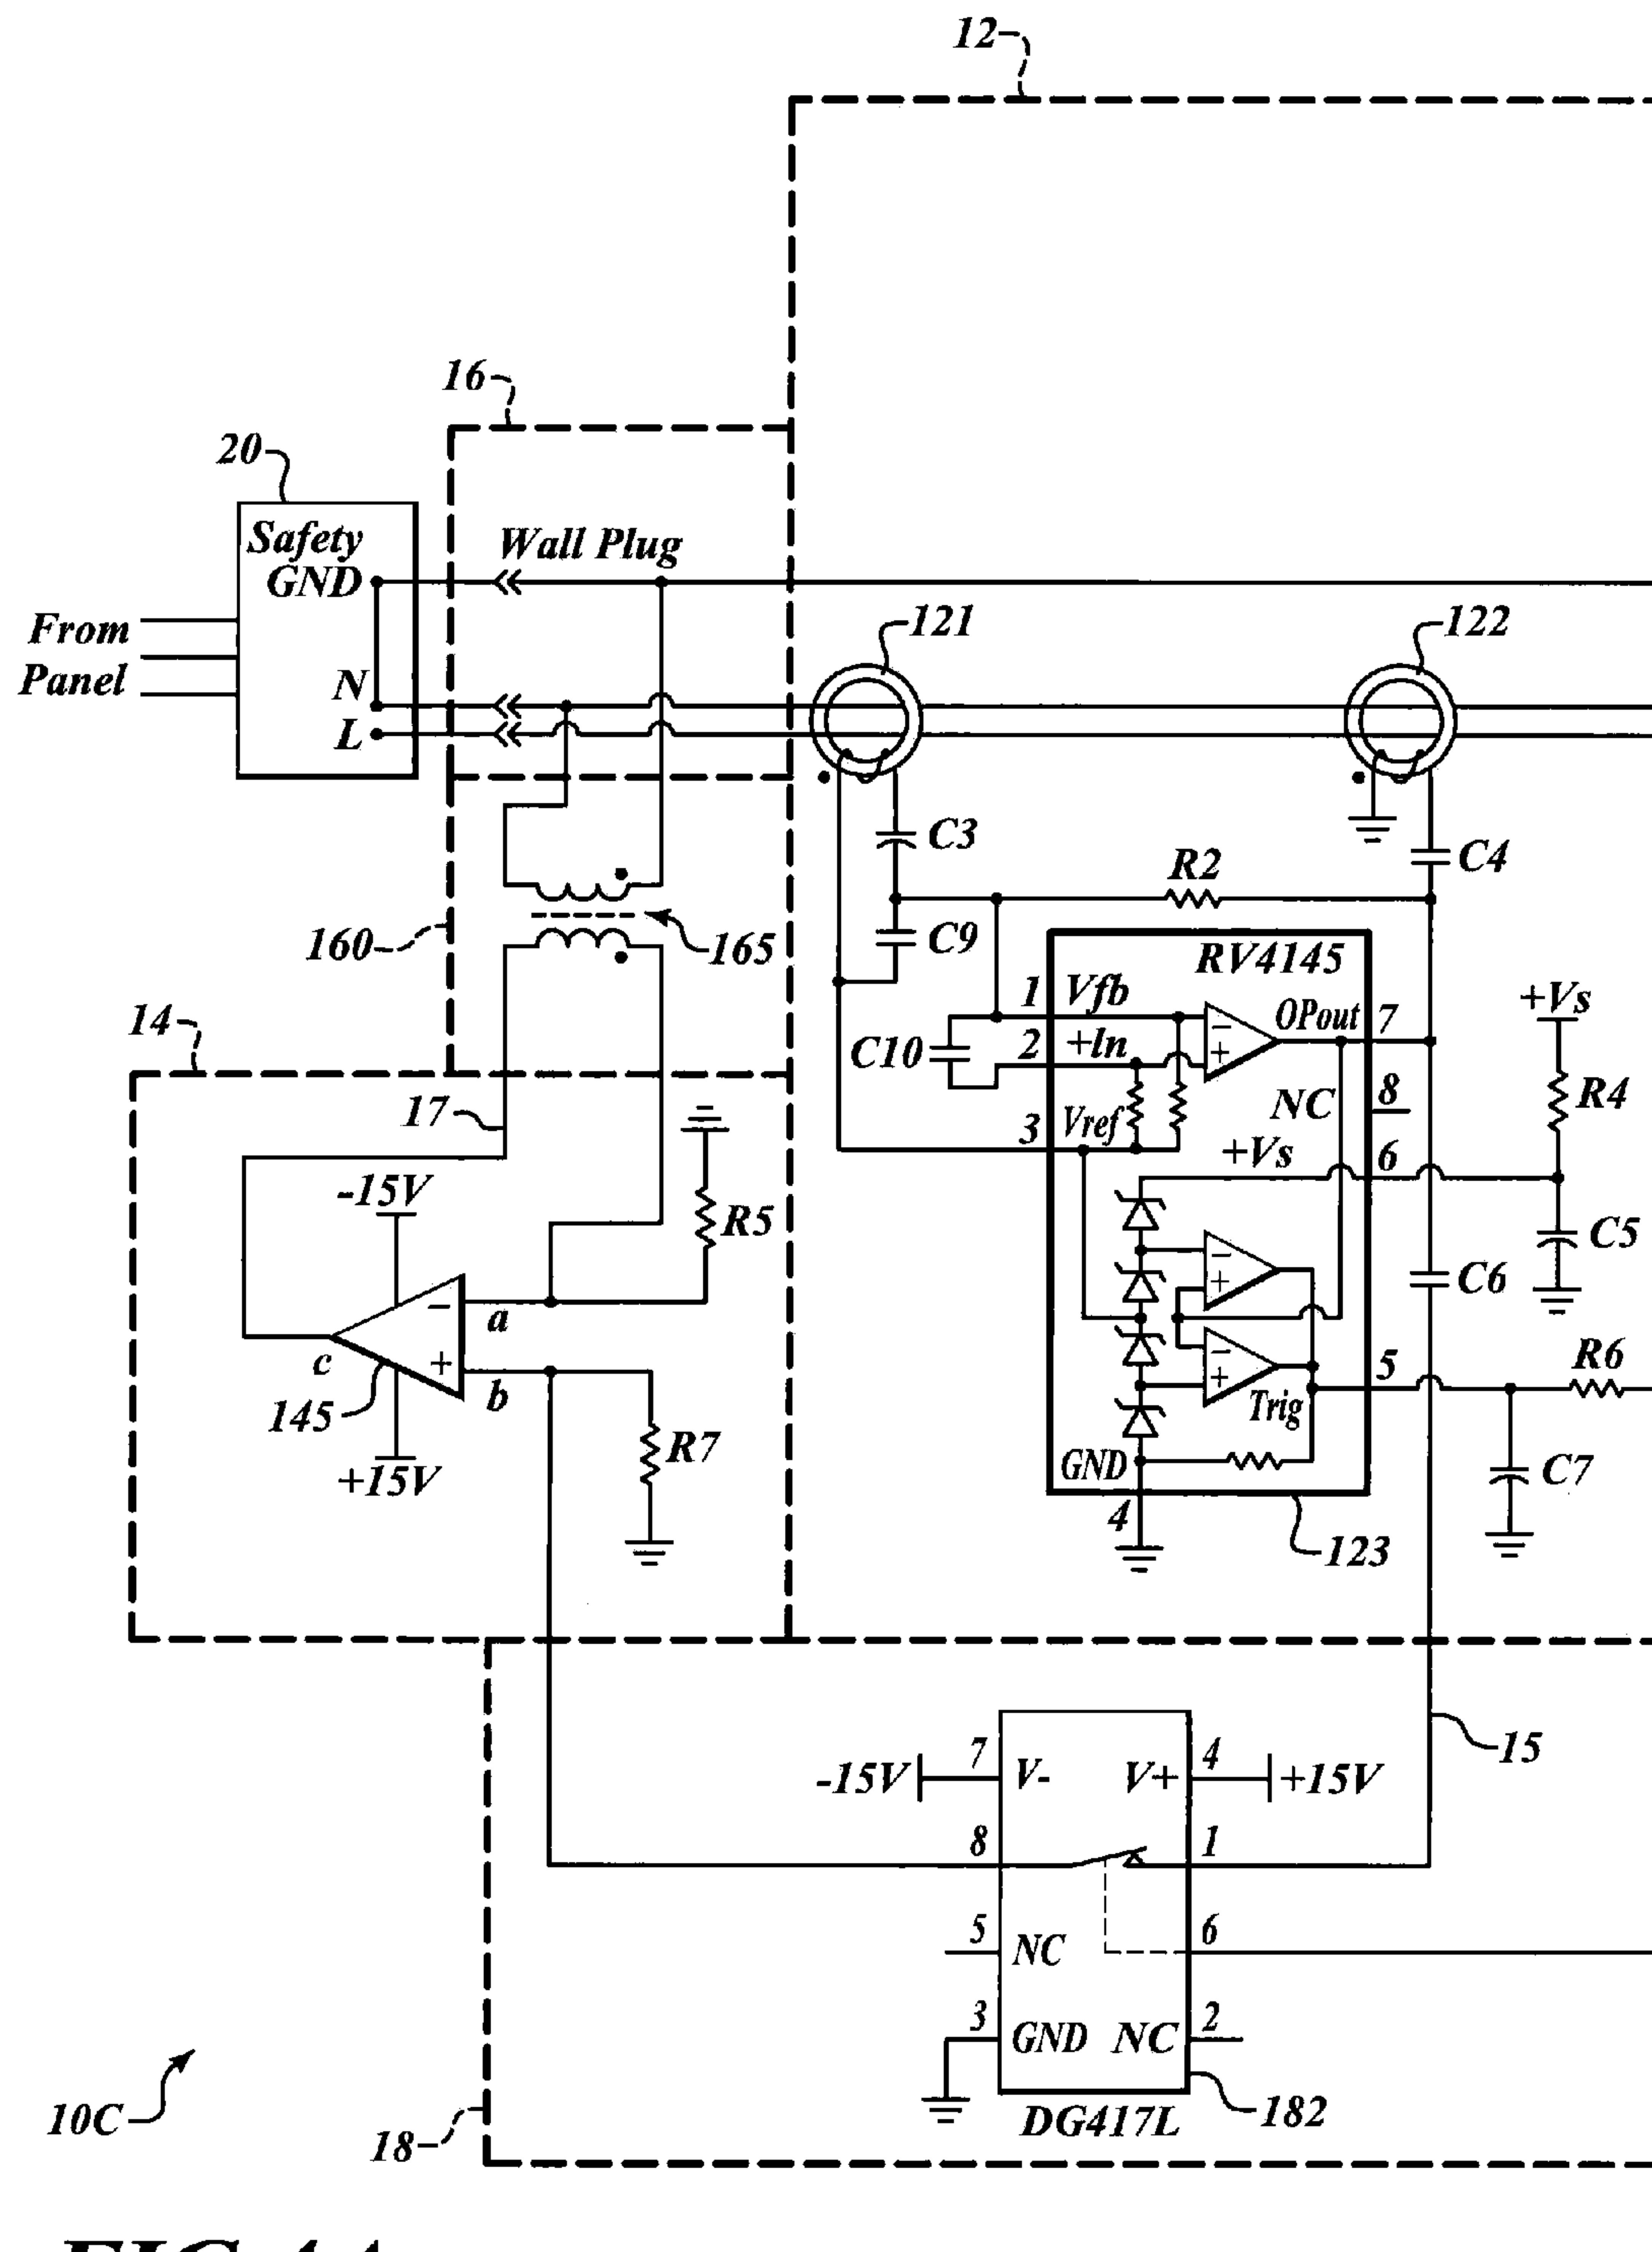 12
16
20
Safety
GND
Wall Plug
From
Panel
N
L
121
122
C3
C4
R2
C9
160
165
RV4145
1 Vfb
OPout 7
+Vs
14
C10
2 +In
NC 8
R4
17
3 Vref
+Vs 6
-15V
R5
C5
C6
a
c
b
145
5
R6
Trig
R7
+15V
GND
C7
4
123
15
-15V 7 V- V+ 4 +15V
8 1
5 NC 6
3 GND NC 2
10C
18
DG417L
182